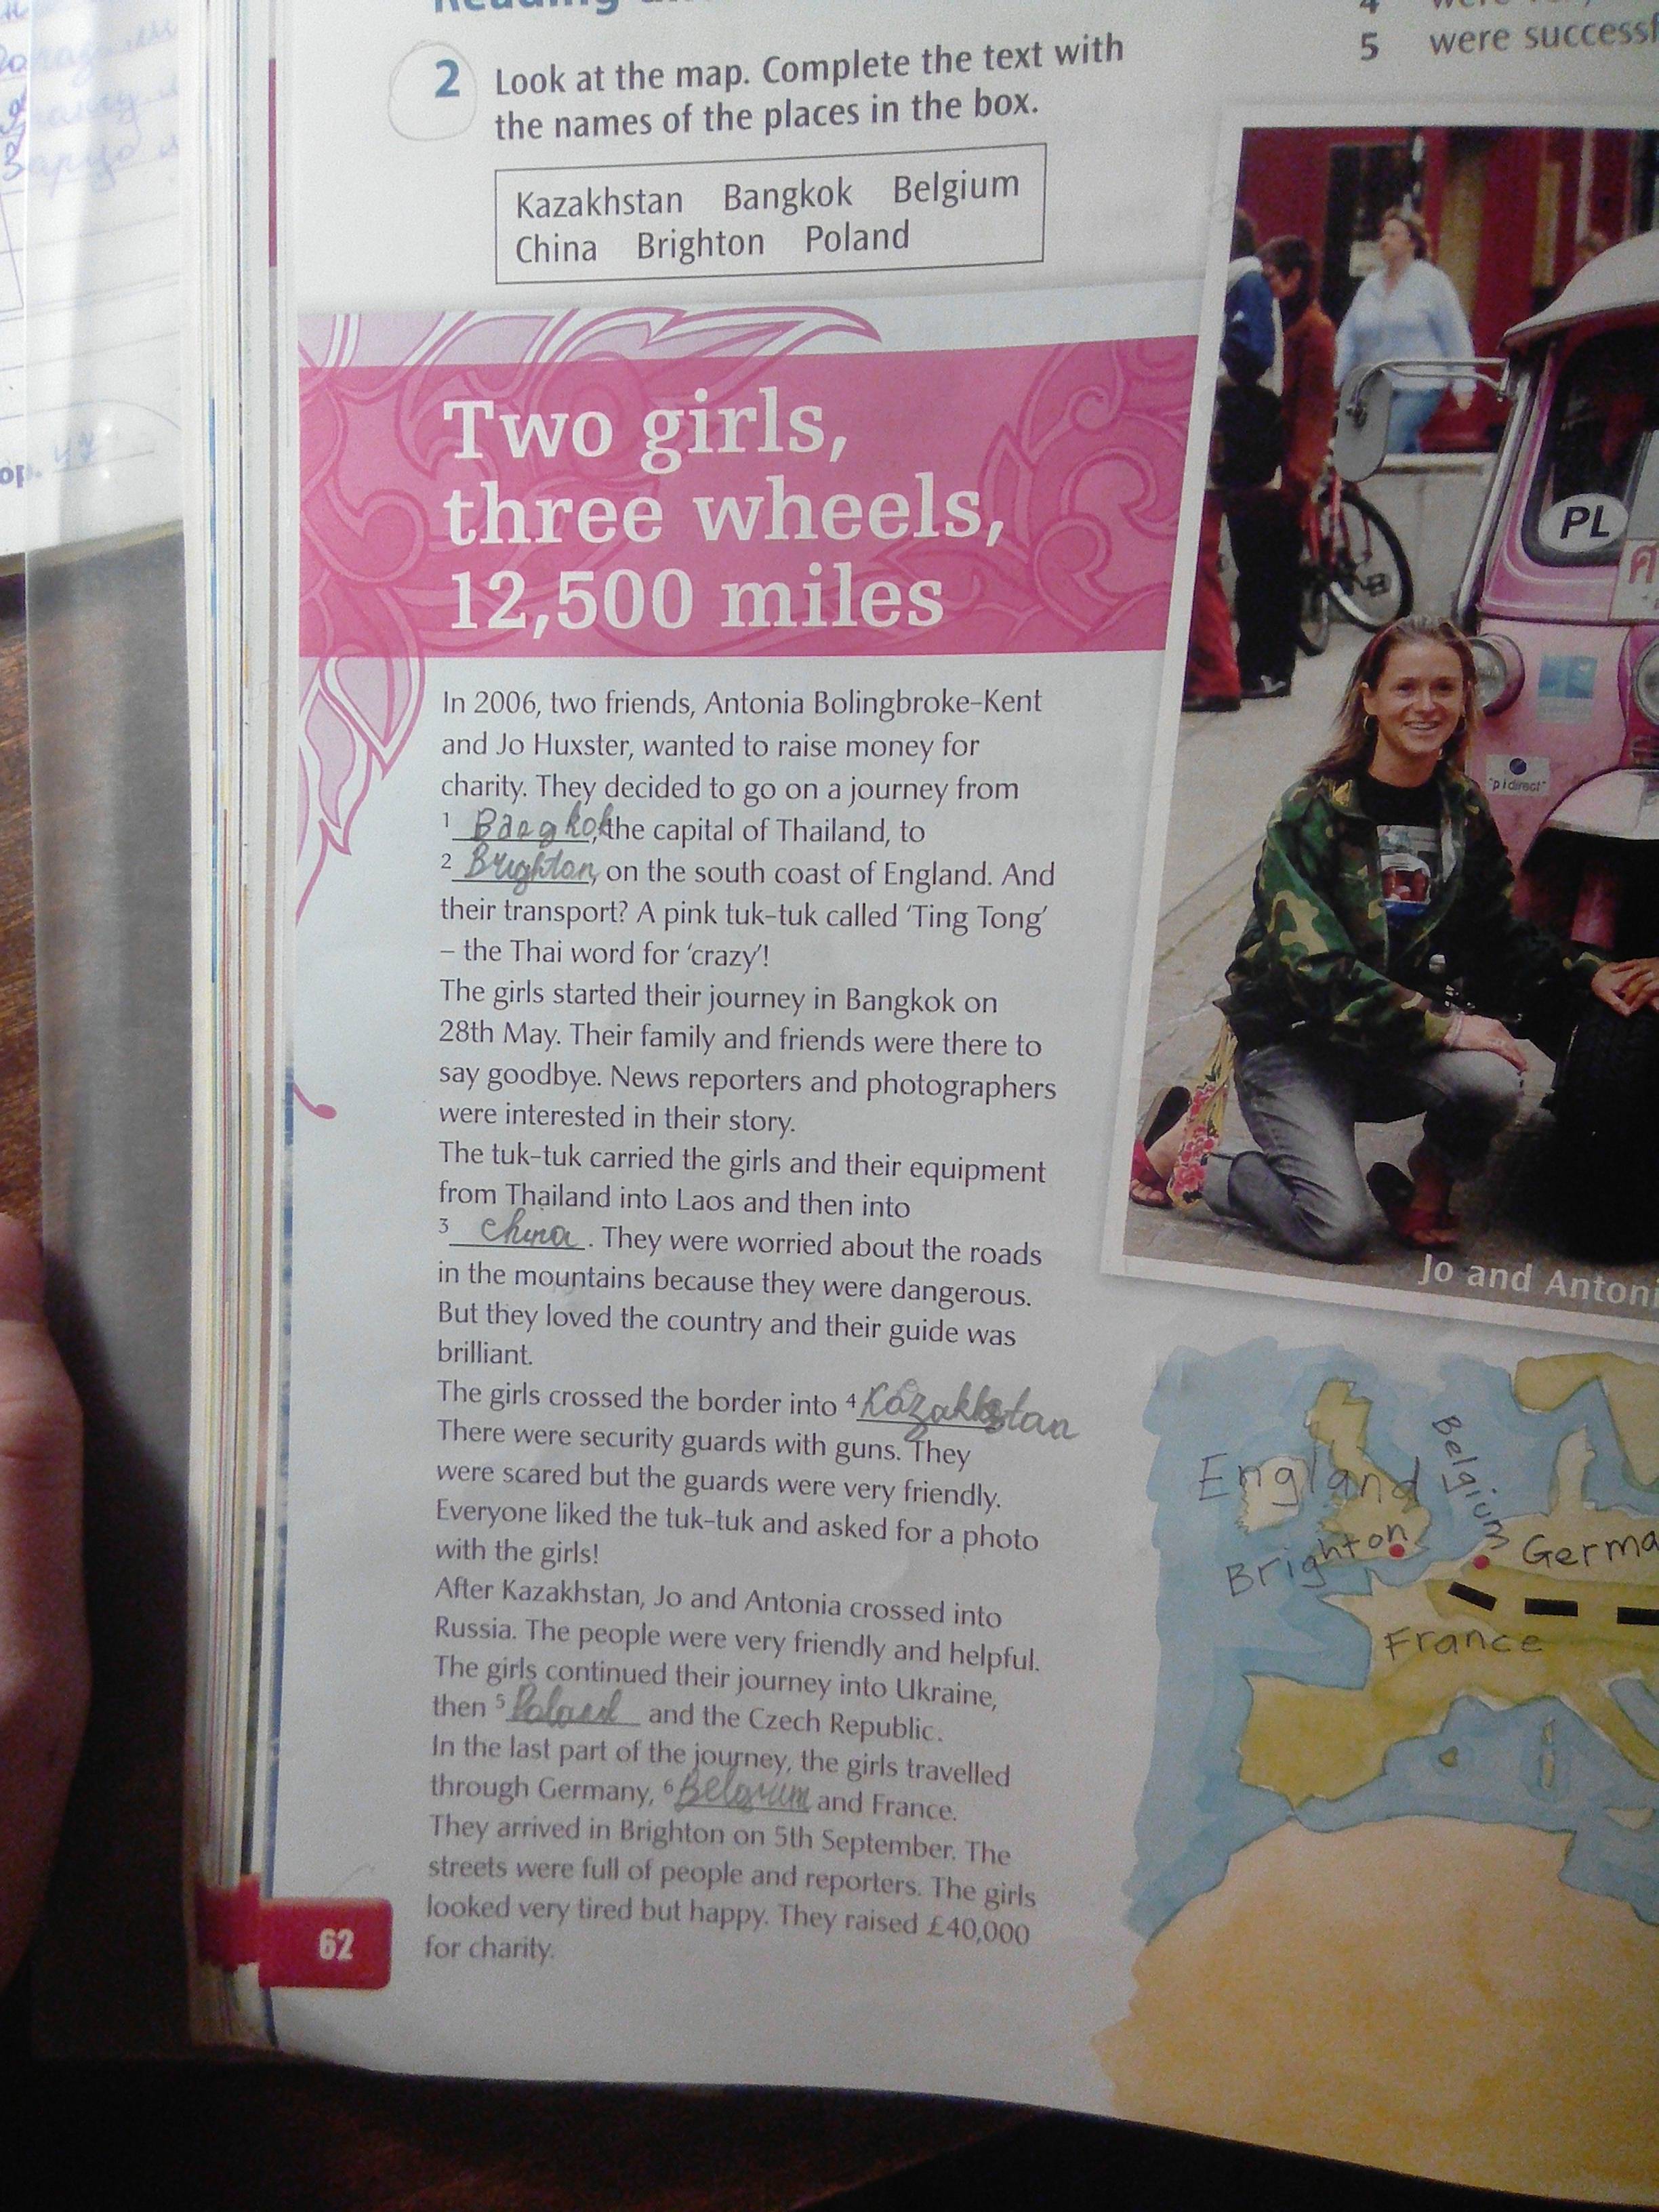 2 Look at the map. Complete the text with
the names of the places in the box.
Kazakhstan Bangkok Belgium
China Brighton Poland
Two girls,
three wheels,
12,500 miles
In 2006, two friends, Antonia Bolingbroke-Kent
and Jo Huxster, wanted to raise money for
charity. They decided to go on a journey from
1 Bangkok, the capital of Thailand, to
2 Brighton, on the south coast of England. And
their transport? A pink tuk-tuk called ‘Ting Tong’
– the Thai word for ‘crazy’!
The girls started their journey in Bangkok on
28th May. Their family and friends were there to
say goodbye. News reporters and photographers
were interested in their story.
The tuk-tuk carried the girls and their equipment
from Thailand into Laos and then into
3 China. They were worried about the roads
in the mountains because they were dangerous.
But they loved the country and their guide was
brilliant.
The girls crossed the border into 4 Kazakhstan
There were security guards with guns. They
were scared but the guards were very friendly.
Everyone liked the tuk-tuk and asked for a photo
with the girls!
After Kazakhstan, Jo and Antonia crossed into
Russia. The people were very friendly and helpful.
The girls continued their journey into Ukraine,
then 5 Poland and the Czech Republic.
In the last part of the journey, the girls travelled
through Germany, 6 Belgium and France.
They arrived in Brighton on 5th September. The
streets were full of people and reporters. The girls
looked very tired but happy. They raised £40,000
for charity.
62
5 were successf
PL
"p i direct"
Jo and Antoni
England
Belgium
Brighton
Germa
France